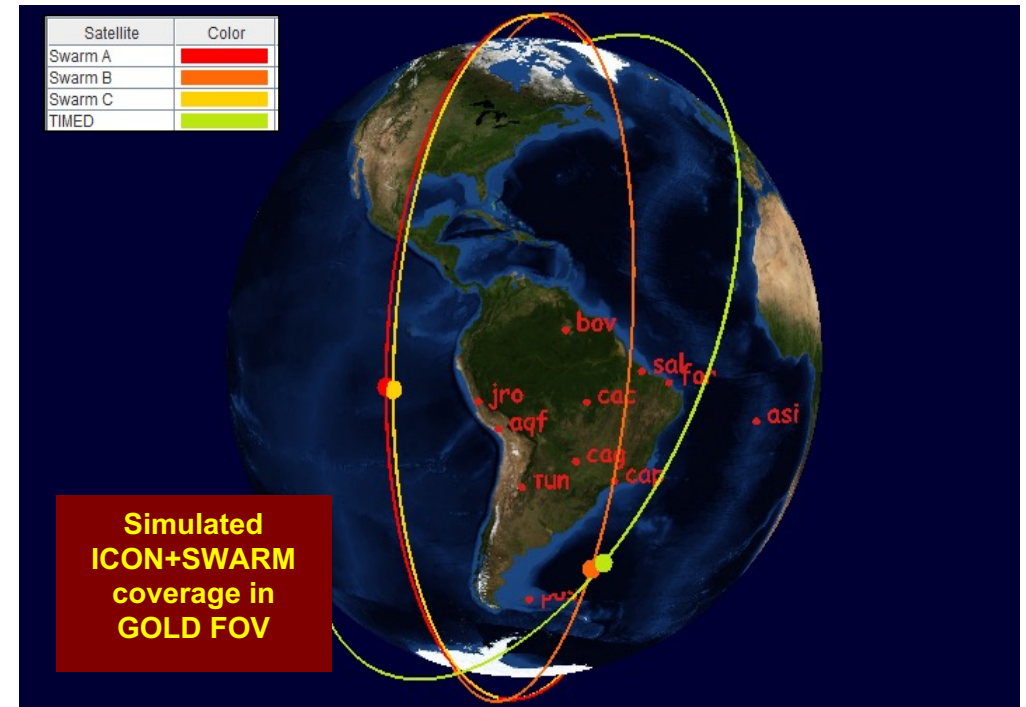 Satellite Color
Swarm A
Swarm B
Swarm C
TIMED
bov
sal
for
jro
cac
asi
aqf
cag
cap
Simulated
ICON+SWARM
coverage in
GOLD FOV